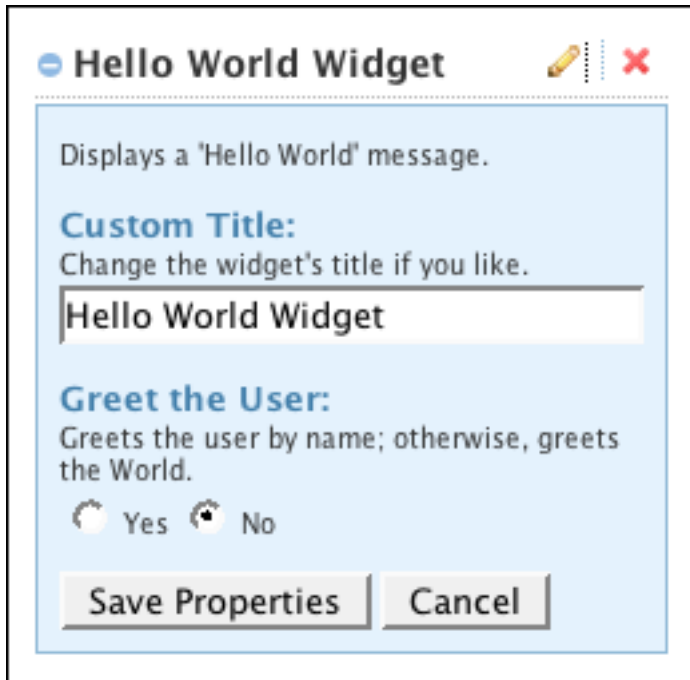 Hello World Widget
Displays a 'Hello World' message.
Custom Title:
Change the widget's title if you like.
Hello World Widget
Greet the User:
Greets the user by name; otherwise, greets
the World.
Yes No
Save Properties Cancel